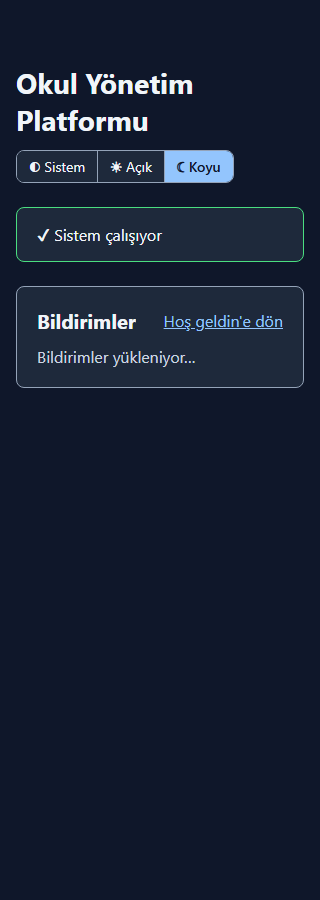 Okul Yönetim
Platformu
◐ Sistem ☀ Açık ☾ Koyu
✓ Sistem çalışıyor
Bildirimler Hoş geldin'e dön
Bildirimler yükleniyor...